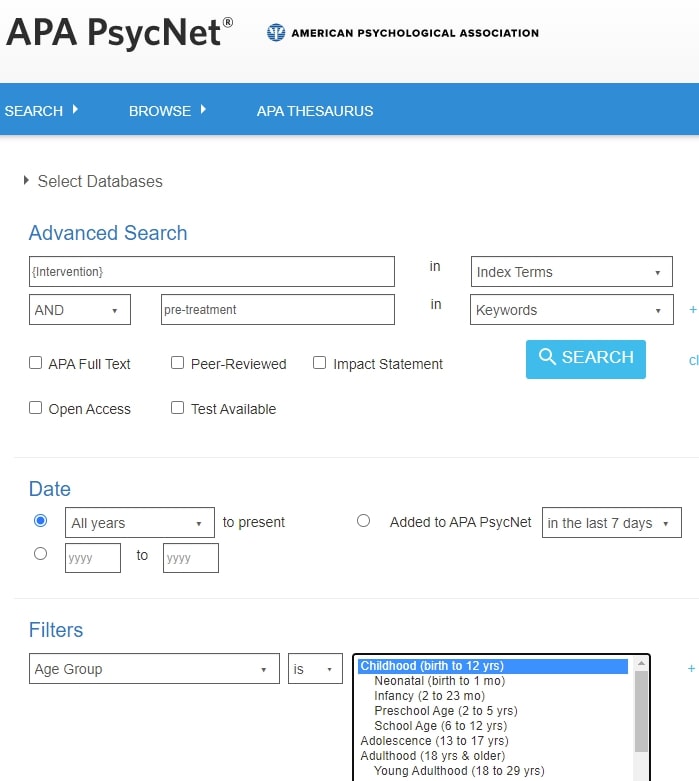 APA PsycNet® AMERICAN PSYCHOLOGICAL ASSOCIATION
SEARCH BROWSE APA THESAURUS
Select Databases
Advanced Search
{Intervention} in Index Terms
AND pre-treatment in Keywords +
APA Full Text Peer-Reviewed Impact Statement SEARCH cl
Open Access Test Available
Date
All years to present Added to APA PsycNet in the last 7 days
yyyy to yyyy
Filters
Age Group is Childhood (birth to 12 yrs) +
Neonatal (birth to 1 mo)
Infancy (2 to 23 mo)
Preschool Age (2 to 5 yrs)
School Age (6 to 12 yrs)
Adolescence (13 to 17 yrs)
Adulthood (18 yrs & older)
Young Adulthood (18 to 29 yrs)